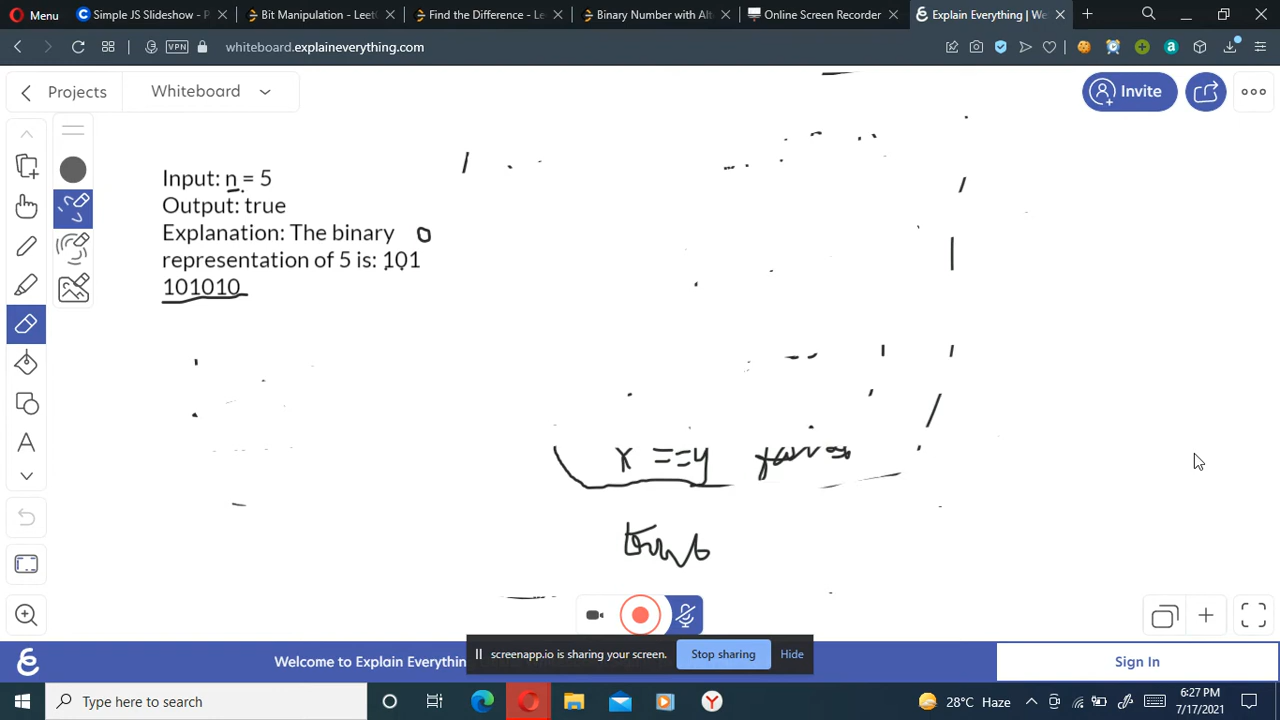 Menu
Simple JS Slideshow - P
Bit Manipulation - Leet
Find the Difference - Le
Binary Number with Alt
Online Screen Recorder
Explain Everything | We
VPN
whiteboard.explaineverything.com
Projects
Whiteboard
Invite
Input: n = 5
Output: true
Explanation: The binary 0
representation of 5 is: 101
101010
x == y
screenapp.io is sharing your screen.
Stop sharing
Hide
Welcome to Explain Everything
Sign In
Type here to search
28°C Haze
6:27 PM
7/17/2021